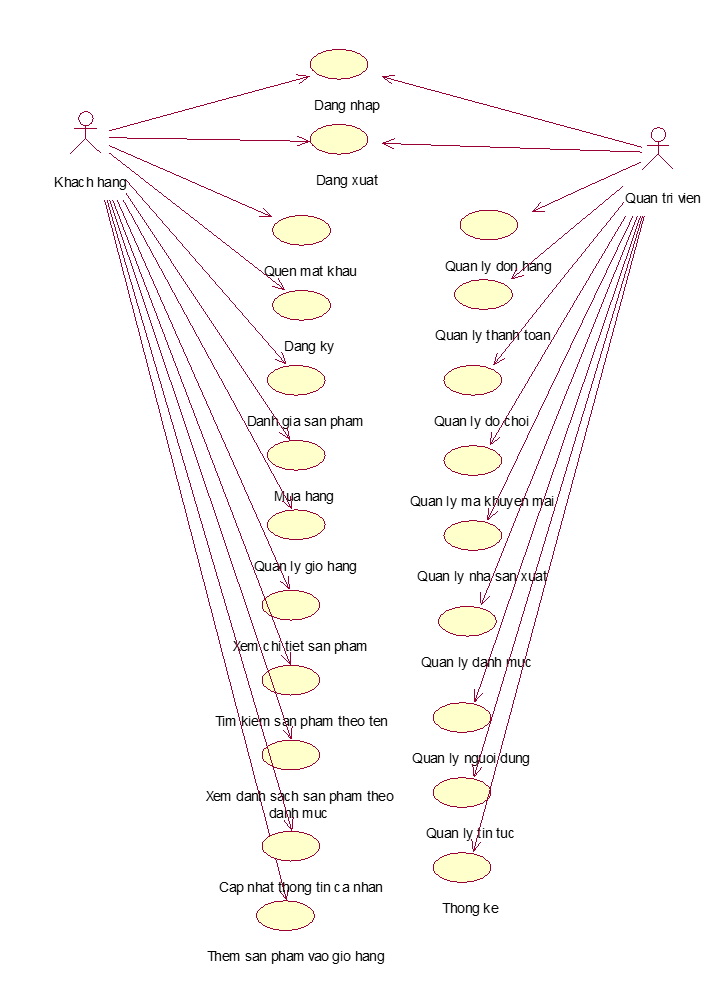 Dang nhap
Dang xuat
Khach hang
Quan tri vien
Quen mat khau
Quan ly don hang
Dang ky
Quan ly thanh toan
Danh gia san pham
Quan ly do choi
Mua hang
Quan ly ma khuyen mai
Quan ly gio hang
Quan ly nha san xuat
Xem chi tiet san pham
Quan ly danh muc
Tim kiem san pham theo ten
Quan ly nguoi dung
Xem danh sach san pham theo
danh muc
Quan ly tin tuc
Cap nhat thong tin ca nhan
Thong ke
Them san pham vao gio hang